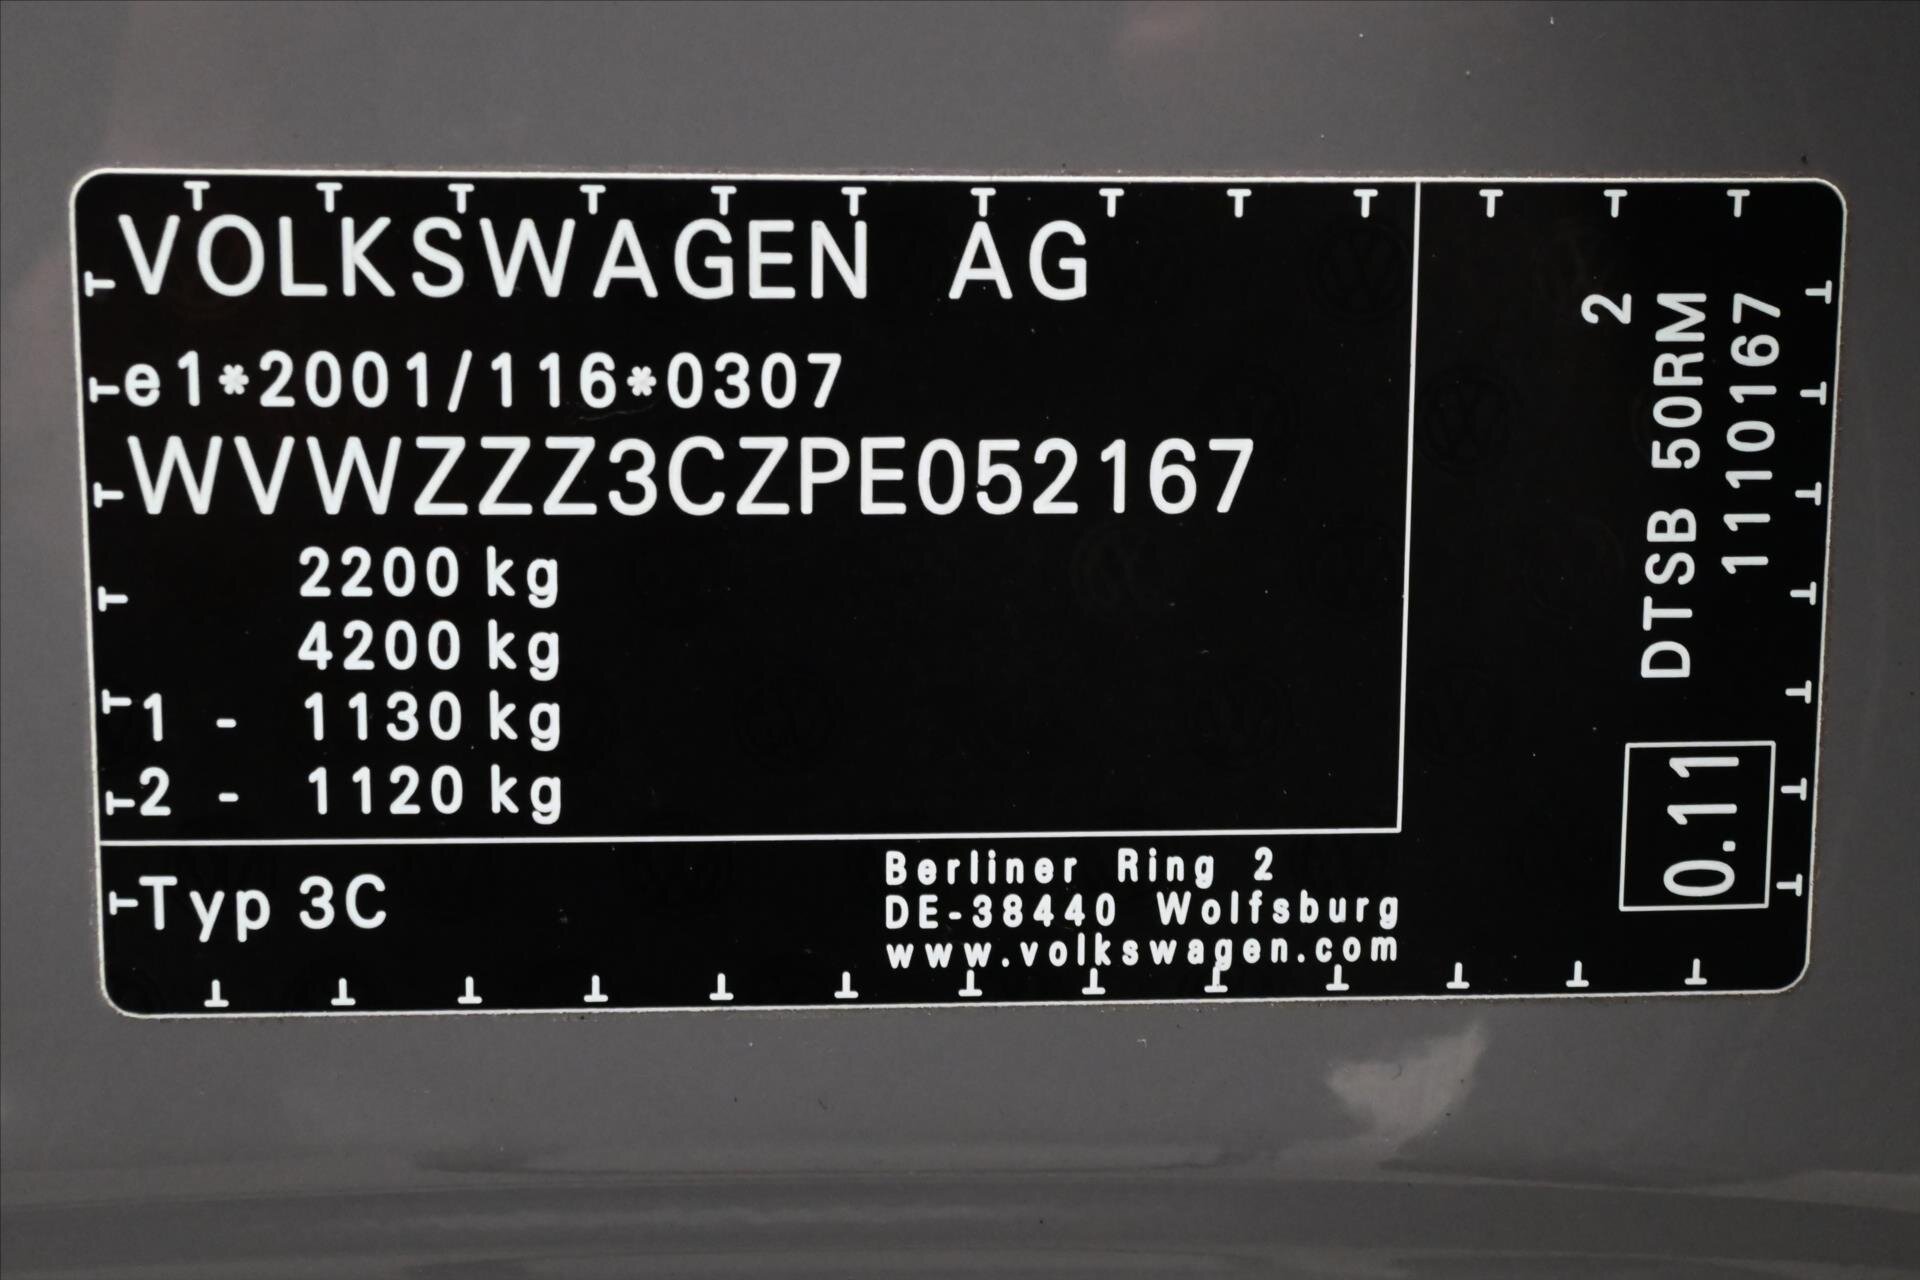 VOLKSWAGEN AG
e1*2001/116*0307
WVWZZZ3CZPE052167
2200 kg
4200 kg
1 - 1130 kg
2 - 1120 kg
Typ 3C
Berliner Ring 2
DE-38440 Wolfsburg
www.volkswagen.com
2
DTSB 50RM
1110167
0.11